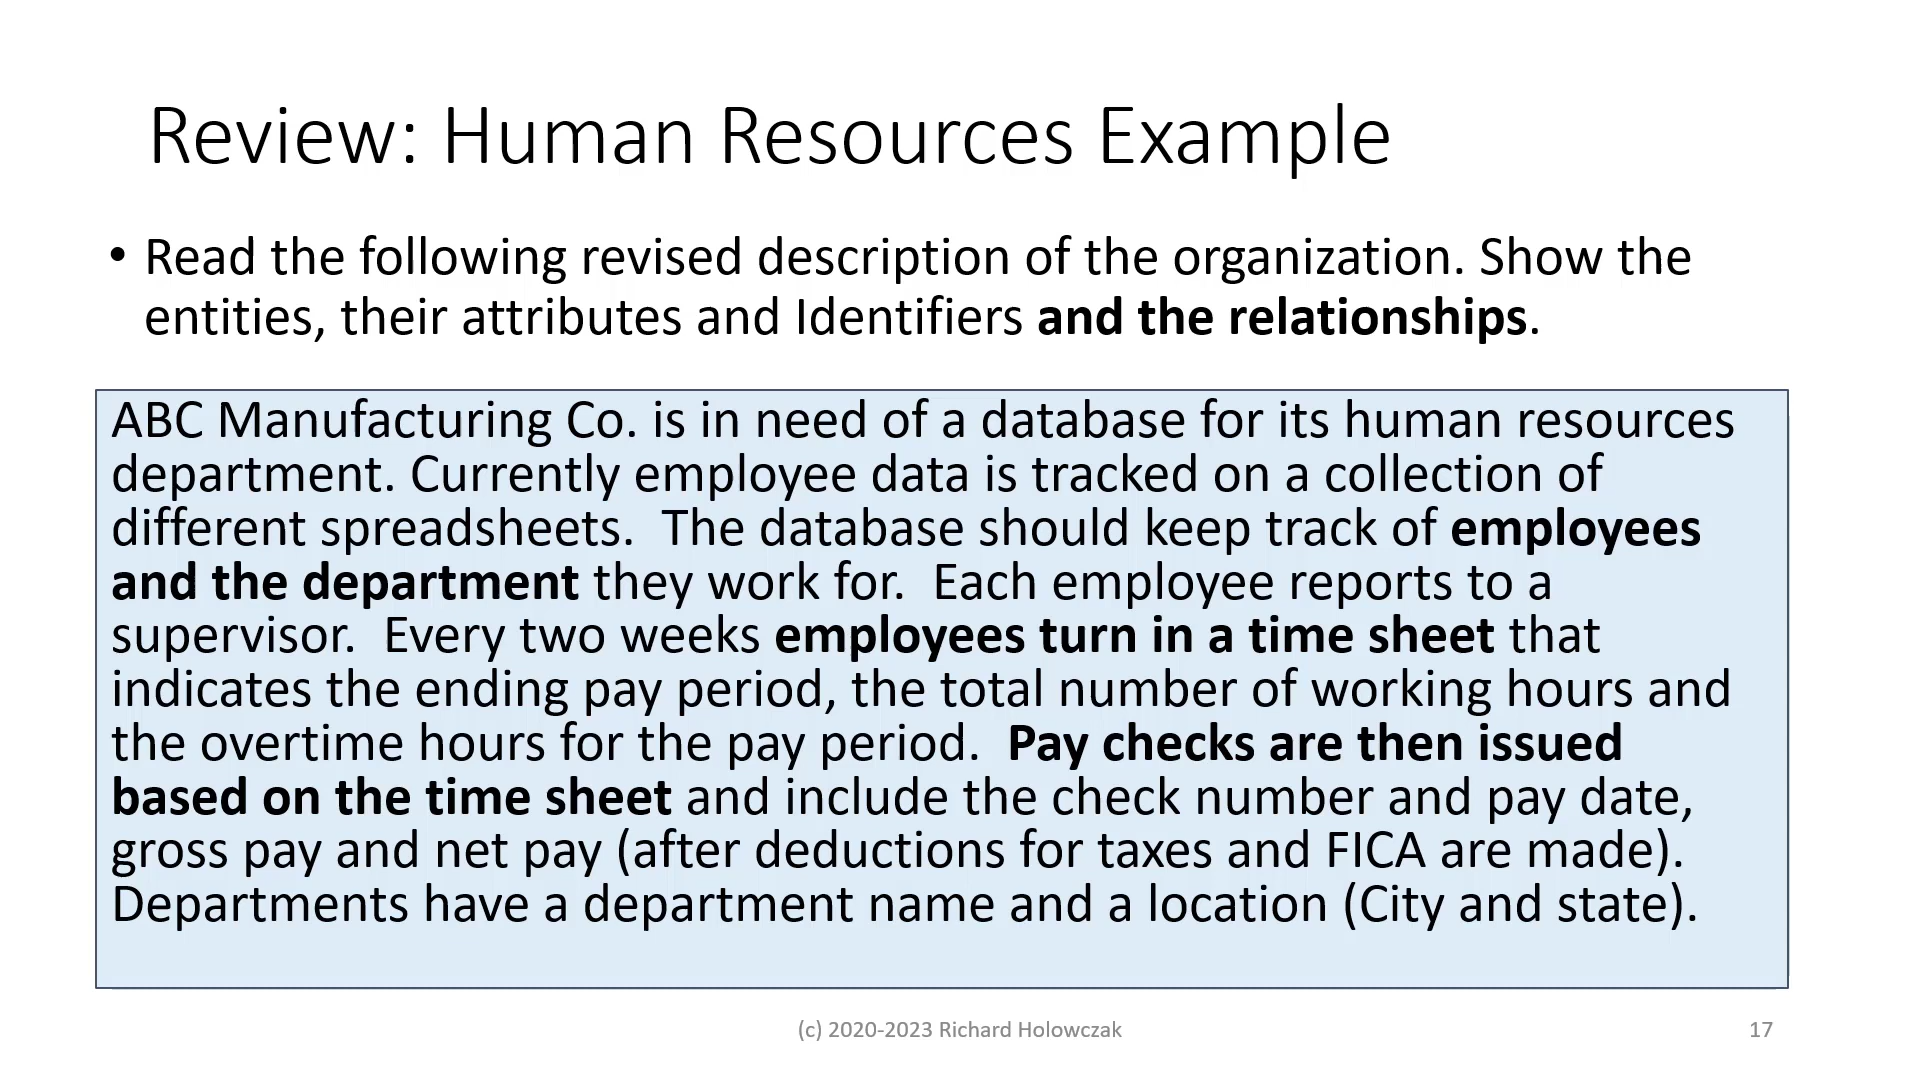 Review: Human Resources Example
• Read the following revised description of the organization. Show the
entities, their attributes and Identifiers and the relationships.
ABC Manufacturing Co. is in need of a database for its human resources
department. Currently employee data is tracked on a collection of
different spreadsheets.  The database should keep track of employees
and the department they work for.  Each employee reports to a
supervisor.  Every two weeks employees turn in a time sheet that
indicates the ending pay period, the total number of working hours and
the overtime hours for the pay period.  Pay checks are then issued
based on the time sheet and include the check number and pay date,
gross pay and net pay (after deductions for taxes and FICA are made).
Departments have a department name and a location (City and state).
(c) 2020-2023 Richard Holowczak
17